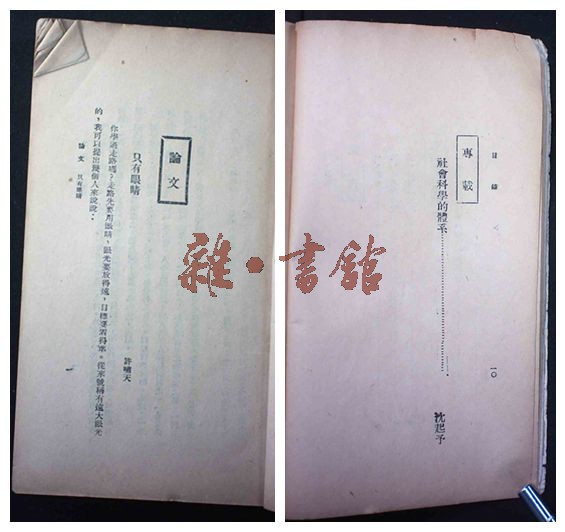 論文
只有眼睛
許嘯天
你學過走路嗎？走路先要用眼睛，眼光要放得遠，目標要看得準。從來號稱有遠大眼光
的，我可以提出幾個人來說說：
論文 只有眼睛
一
目錄
專載
社會科學的體系
沈起予
一〇
雜·書館